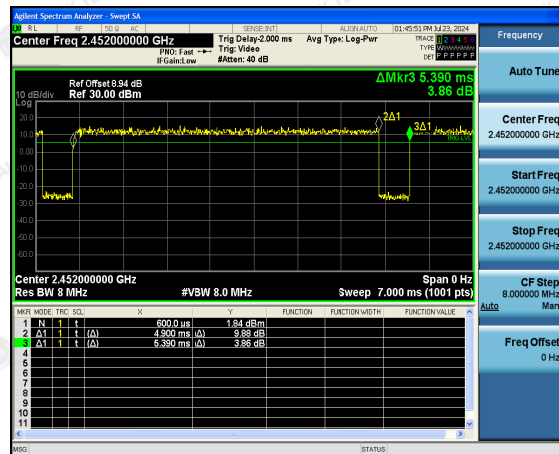 Agilent Spectrum Analyzer - Swept SA
RL RF 50 Ω AC SENSE:INT ALIGN AUTO 01:45:51 PM Jul 23, 2024
Center Freq 2.452000000 GHz
PNO: Fast
IFGain:Low
Trig Delay-2.000 ms
Trig: Video
#Atten: 40 dB
Avg Type: Log-Pwr
TRACE 1 2 3 4 5 6
TYPE
DET P P P P P P
Ref Offset 8.94 dB
Ref 30.00 dBm
10 dB/div
Log
ΔMkr3 5.390 ms
3.86 dB
20.0
10.0
0.00
-10.0
-20.0
-30.0
-40.0
-50.0
-60.0
2Δ1
3Δ1
TRIG LVL
Center 2.452000000 GHz Span 0 Hz
Res BW 8 MHz #VBW 8.0 MHz Sweep 7.000 ms (1001 pts)
MKR MODE TRC SCL X Y FUNCTION FUNCTION WIDTH FUNCTION VALUE
1 N 1 t 600.0 µs 1.84 dBm
2 Δ1 1 t (Δ) 4.900 ms (Δ) 9.88 dB
3 Δ1 1 t (Δ) 5.390 ms (Δ) 3.86 dB
4
5
6
7
8
9
10
11
MSG STATUS
Frequency
Auto Tune
Center Freq
2.452000000 GHz
Start Freq
2.452000000 GHz
Stop Freq
2.452000000 GHz
CF Step
8.000000 MHz
Auto Man
Freq Offset
0 Hz